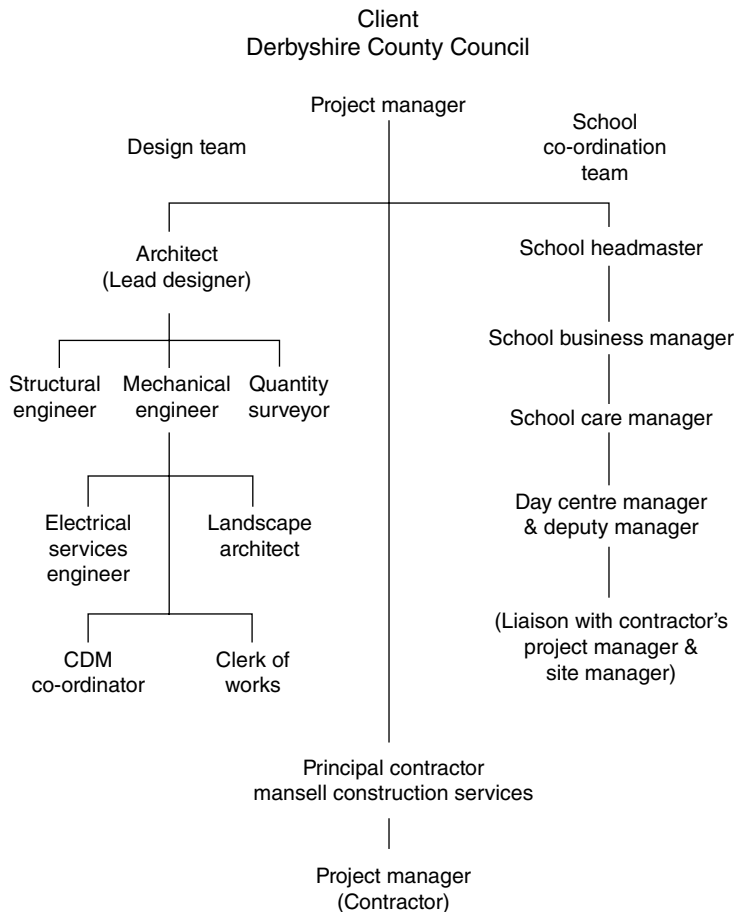 Client
Derbyshire County Council
Project manager
Design team
School
co-ordination
team
Architect
(Lead designer)
School headmaster
Structural
engineer
Mechanical
engineer
Quantity
surveyor
School business manager
School care manager
Electrical
services
engineer
Landscape
architect
Day centre manager
& deputy manager
CDM
co-ordinator
Clerk of
works
(Liaison with contractor’s
project manager &
site manager)
Principal contractor
mansell construction services
Project manager
(Contractor)